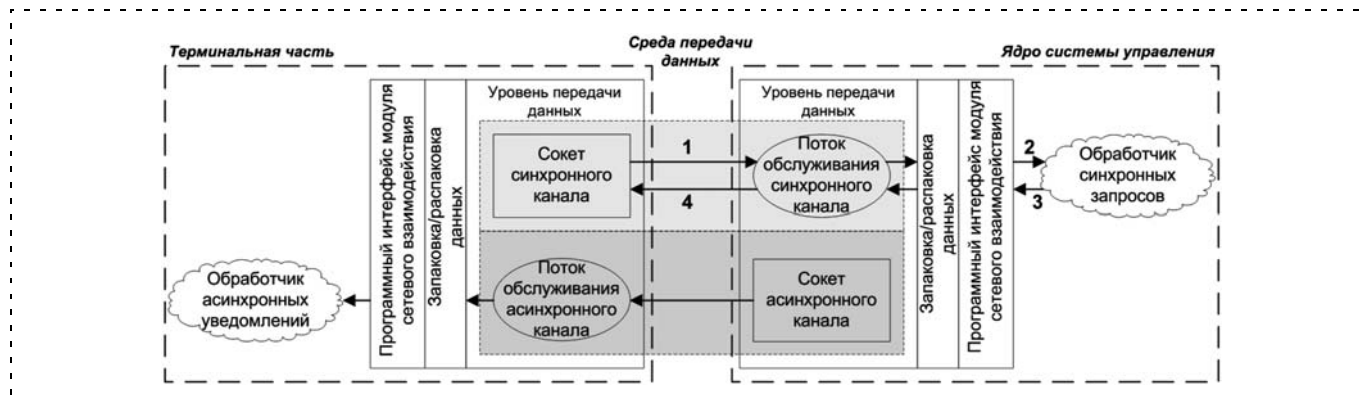 Терминальная часть
Среда передачи
данных
Ядро системы управления
Программный интерфейс модуля
сетевого взаимодействия
Запаковка/распаковка
данных
Уровень передачи
данных
Сокет
синхронного
канала
1
4
Поток
обслуживания
асинхронного
канала
Обработчик
асинхронных
уведомлений
Уровень передачи
данных
Поток
обслуживания
синхронного
канала
Сокет
асинхронного
канала
Запаковка/распаковка
данных
Программный интерфейс модуля
сетевого взаимодействия
2
3
Обработчик
синхронных
запросов